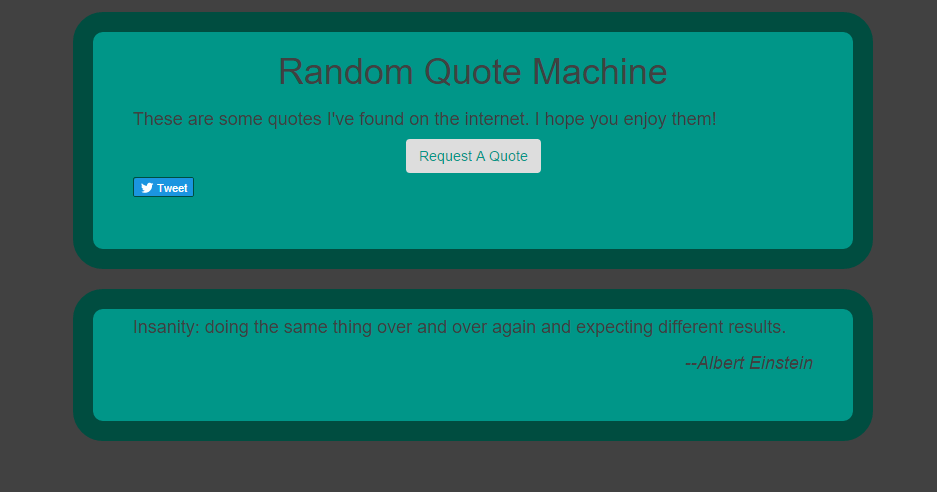 Random Quote Machine
These are some quotes I've found on the internet. I hope you enjoy them!
Request A Quote
Tweet
Insanity: doing the same thing over and over again and expecting different results.
--Albert Einstein